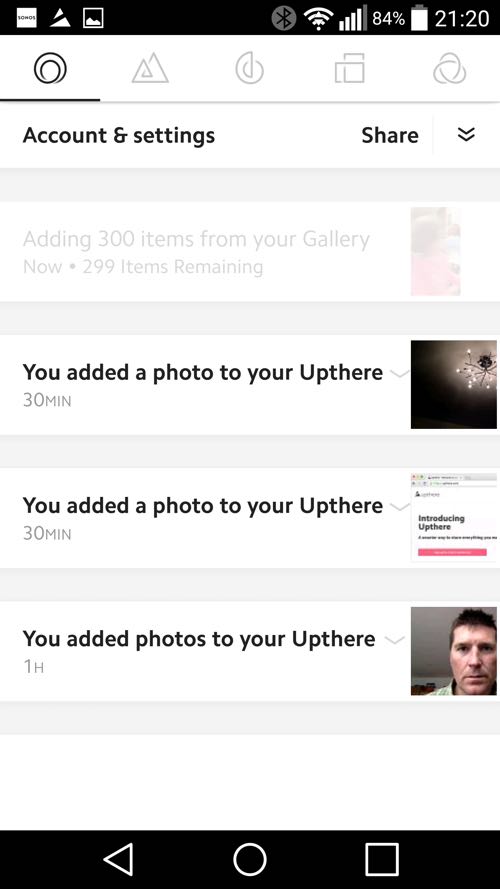 SONOS
84%
21:20
Account & settings
Share
Adding 300 items from your Gallery
Now • 299 Items Remaining
You added a photo to your Upthere
30MIN
You added a photo to your Upthere
30MIN
upthere
Introducing
Upthere
You added photos to your Upthere
1H